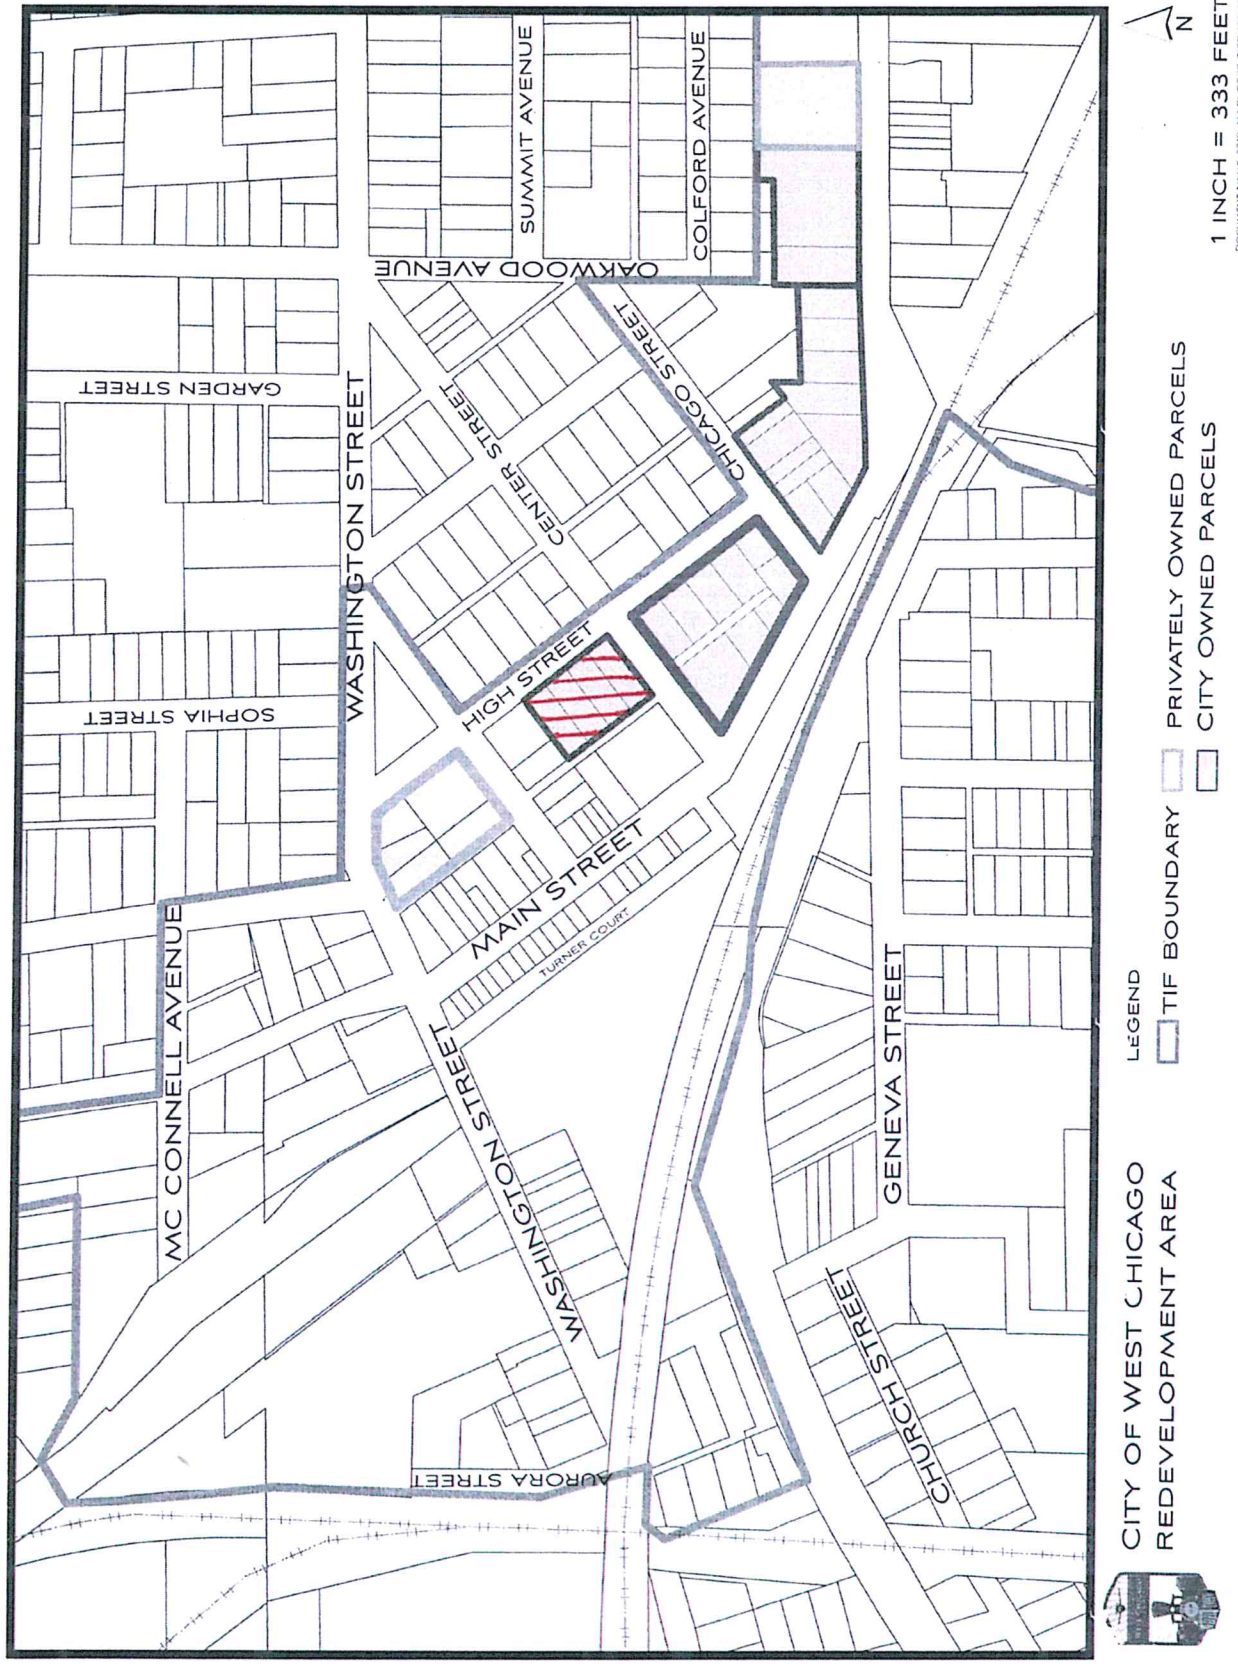 MC CONNELL AVENUE
SOPHIA STREET
GARDEN STREET
WASHINGTON STREET
SUMMIT AVENUE
OAKWOOD AVENUE
COLFORD AVENUE
CENTER STREET
CHICAGO STREET
HIGH STREET
MAIN STREET
TURNER COURT
WASHINGTON STREET
AURORA STREET
GENEVA STREET
CHURCH STREET
CITY OF WEST CHICAGO
REDEVELOPMENT AREA
LEGEND
TIF BOUNDARY
PRIVATELY OWNED PARCELS
CITY OWNED PARCELS
N
1 INCH = 333 FEET